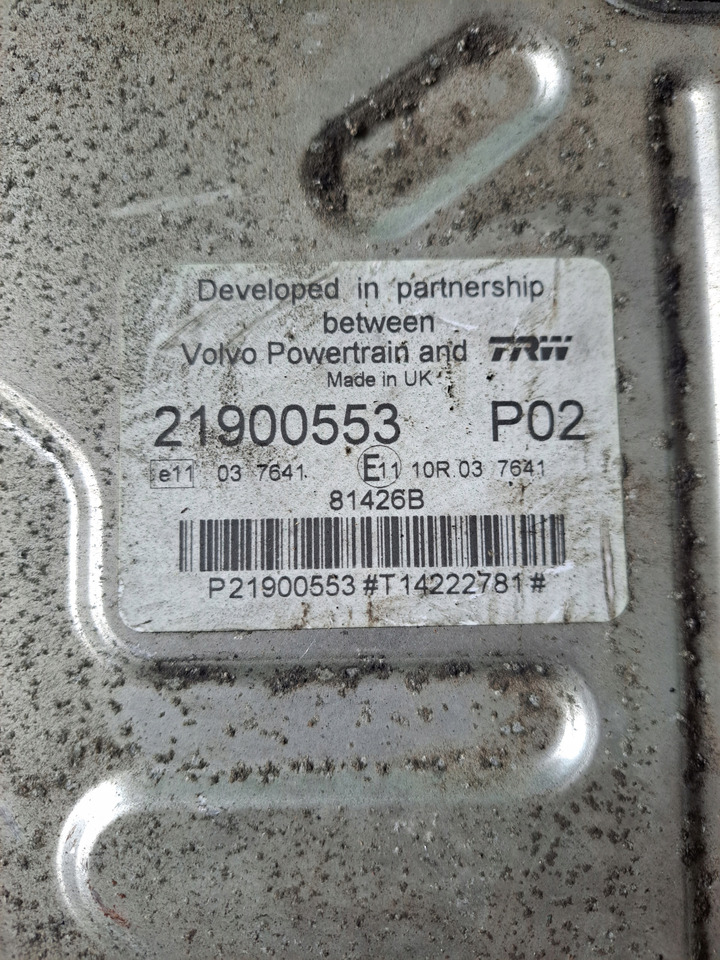 Developed in partnership
between
Volvo Powertrain and TRW
Made in UK
21900553 P02
e11 03 7641 E11 10R 03 7641
81426B
P21900553#T14222781#